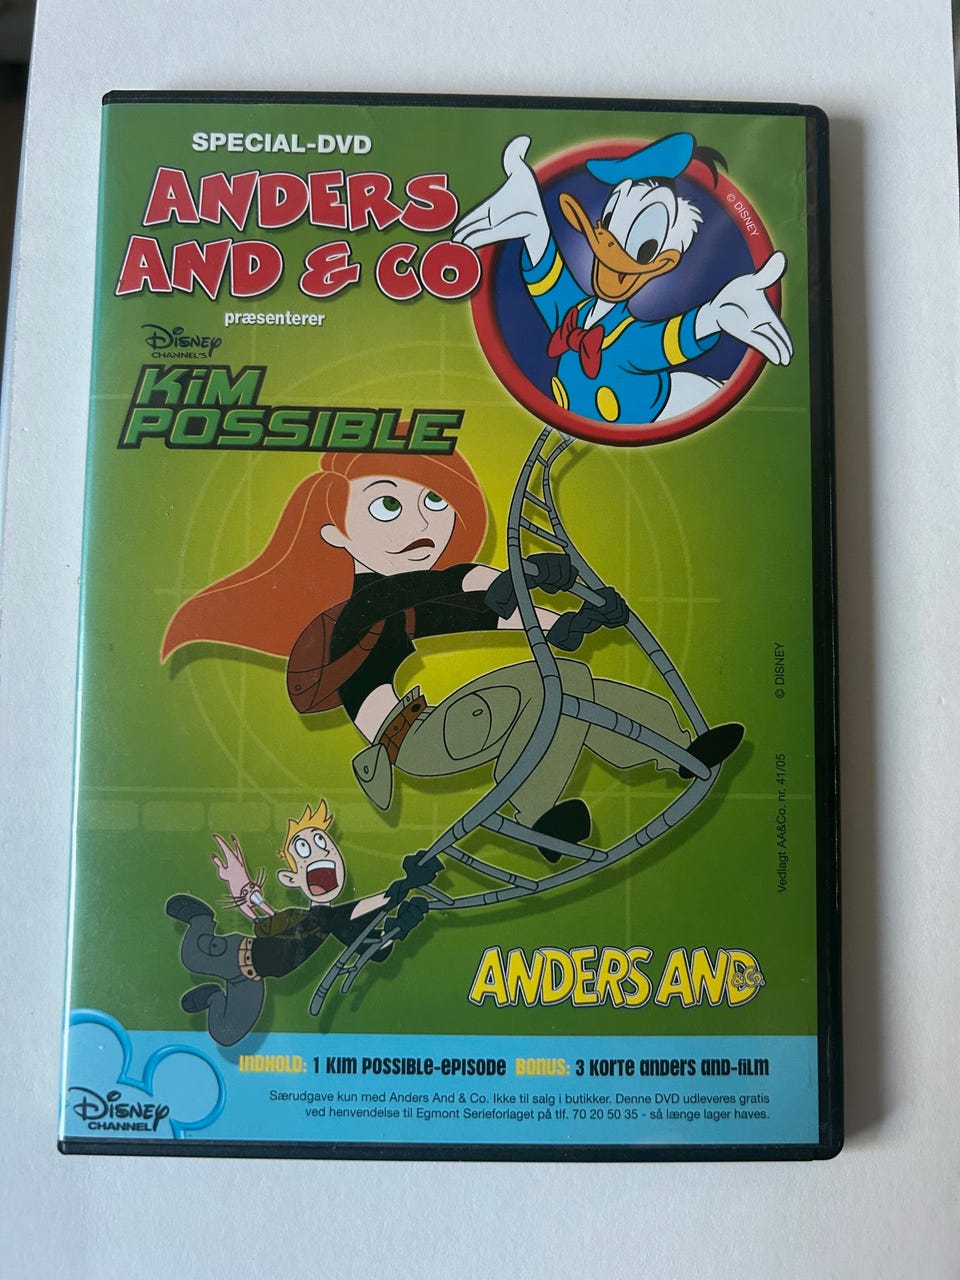 SPECIAL-DVD
ANDERS
AND & CO
præsenterer
DISNEY
CHANNEL'S
KiM
POSSIBLE
© DISNEY
© DISNEY
Vedlagt AA&Co. nr. 41/05
ANDERS AND &Co.
INDHOLD: 1 KIM POSSIBLE-EPISODE BONUS: 3 KORTE ANDERS AND-FILM
Særudgave kun med Anders And & Co. Ikke til salg i butikker. Denne DVD udleveres gratis
ved henvendelse til Egmont Serieforlaget på tlf. 70 20 50 35 - så længe lager haves.
DISNEY
CHANNEL